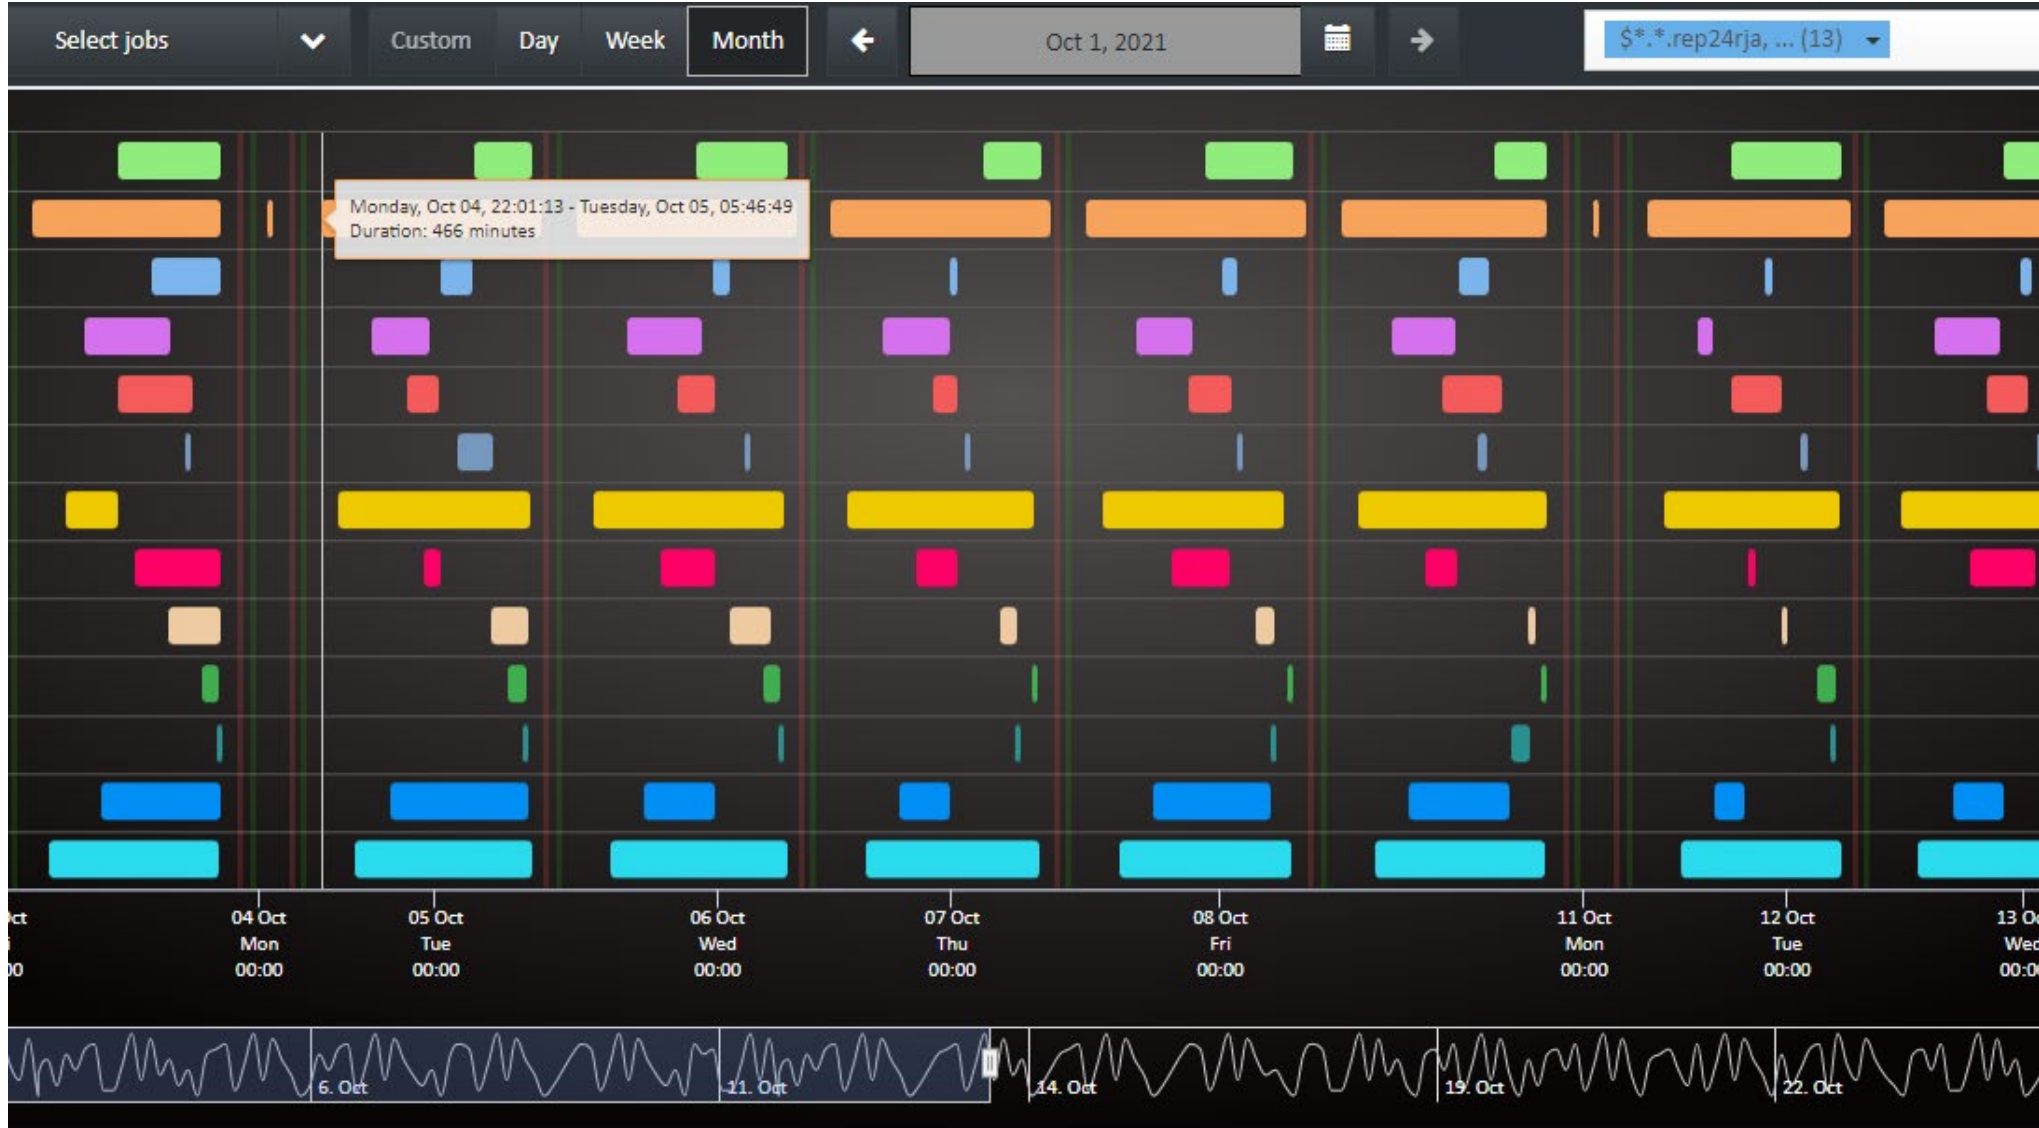 Select jobs Custom Day Week Month Oct 1, 2021 $*.*.rep24rja, ... (13)
Monday, Oct 04, 22:01:13 - Tuesday, Oct 05, 05:46:49
Duration: 466 minutes
04 Oct 05 Oct 06 Oct 07 Oct 08 Oct 11 Oct 12 Oct
Mon Tue Wed Thu Fri Mon Tue
00:00 00:00 00:00 00:00 00:00 00:00 00:00
6. Oct 11. Oct 14. Oct 19. Oct 22. Oct